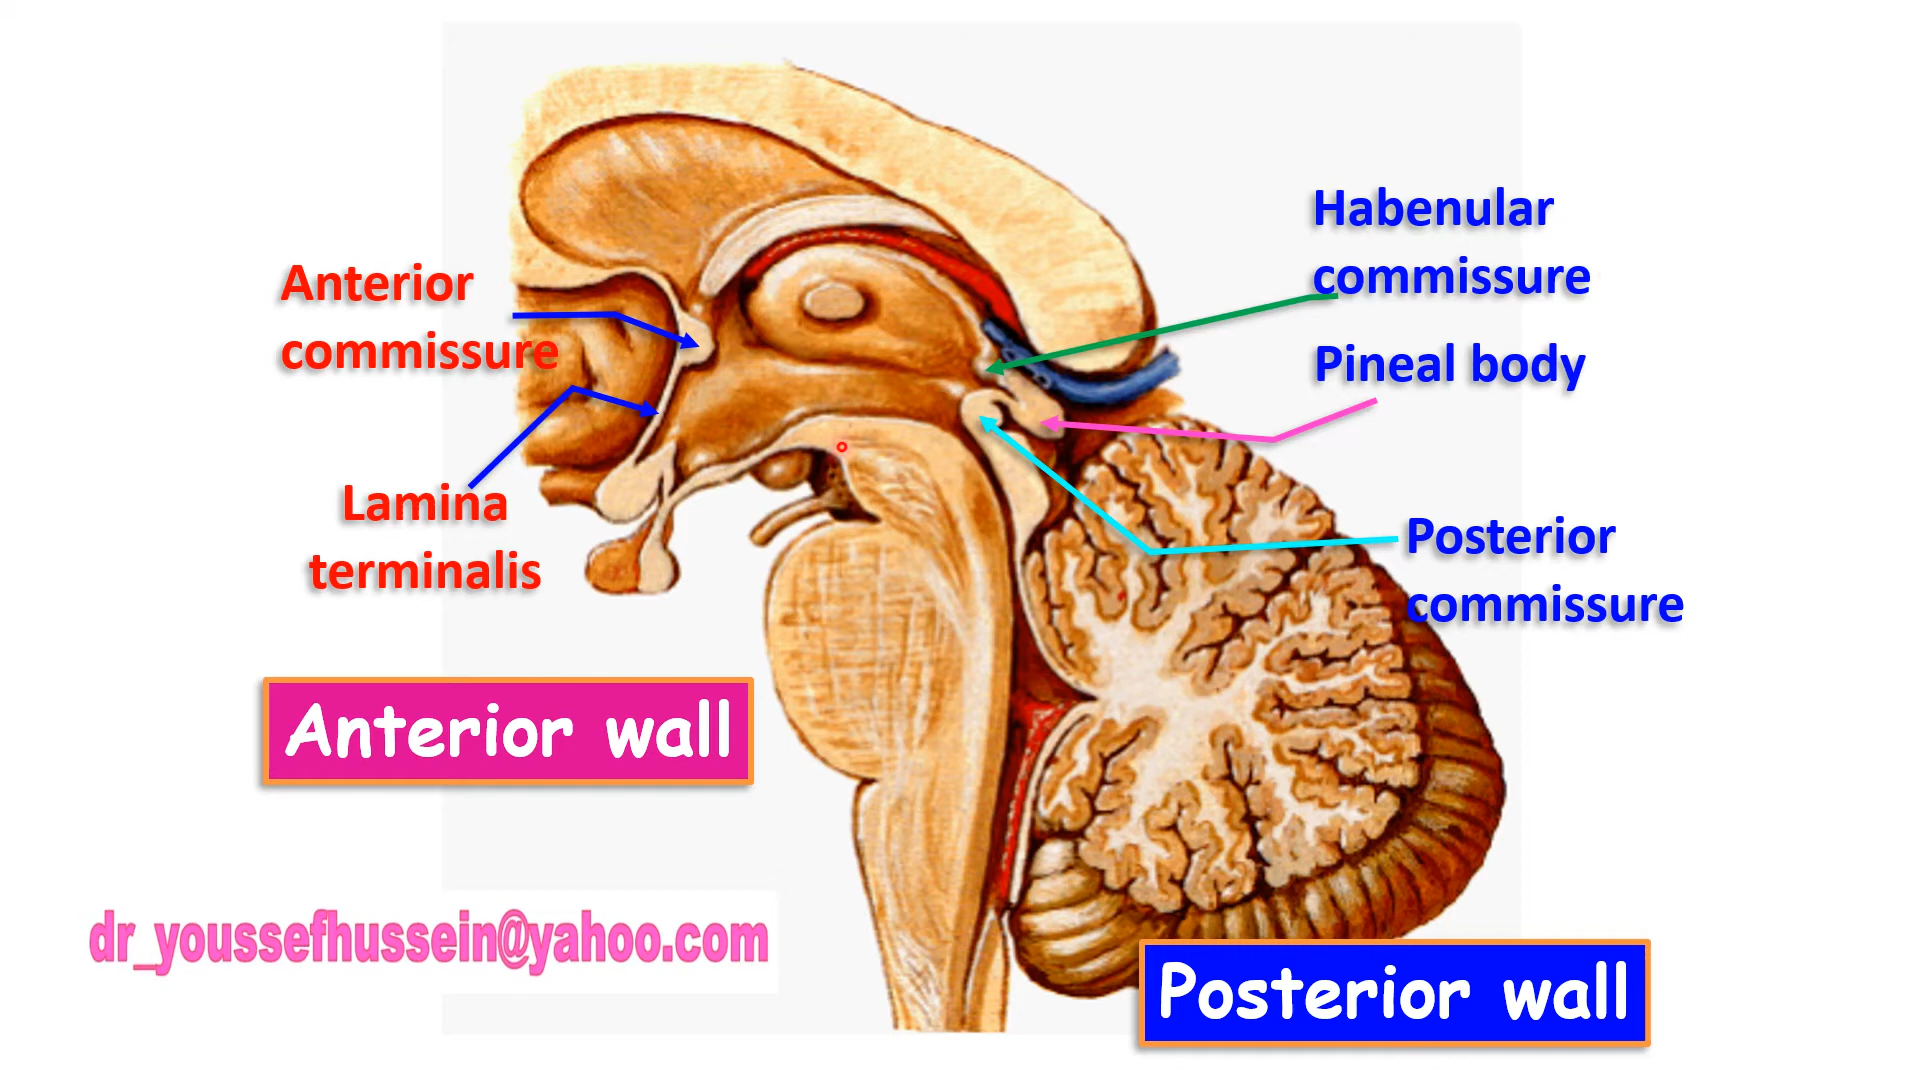 Anterior
commissure
Lamina
terminalis
Anterior wall
dr_youssefhussein@yahoo.com
Habenular
commissure
Pineal body
Posterior
commissure
Posterior wall